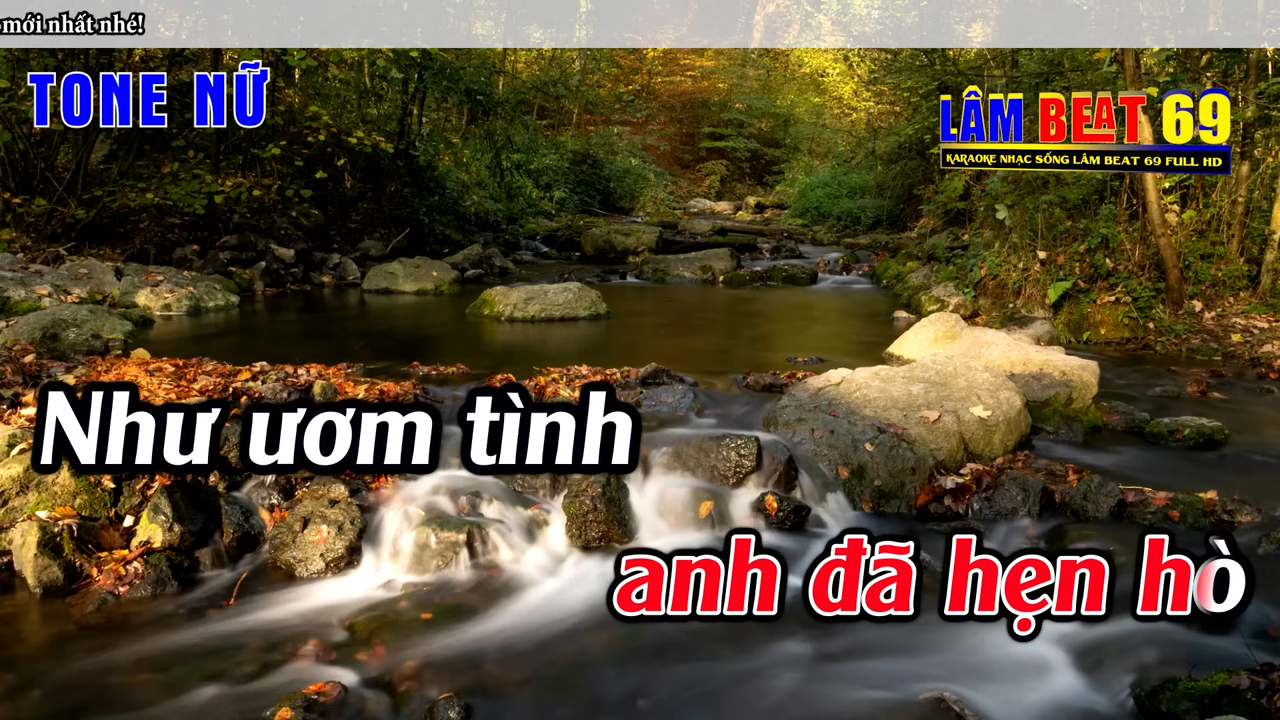 mới nhất nhé!
TONE NỮ
LÂM BEAT 69
KARAOKE NHẠC SỐNG LÂM BEAT 69 FULL HD
Như ươm tình
anh đã hẹn hò